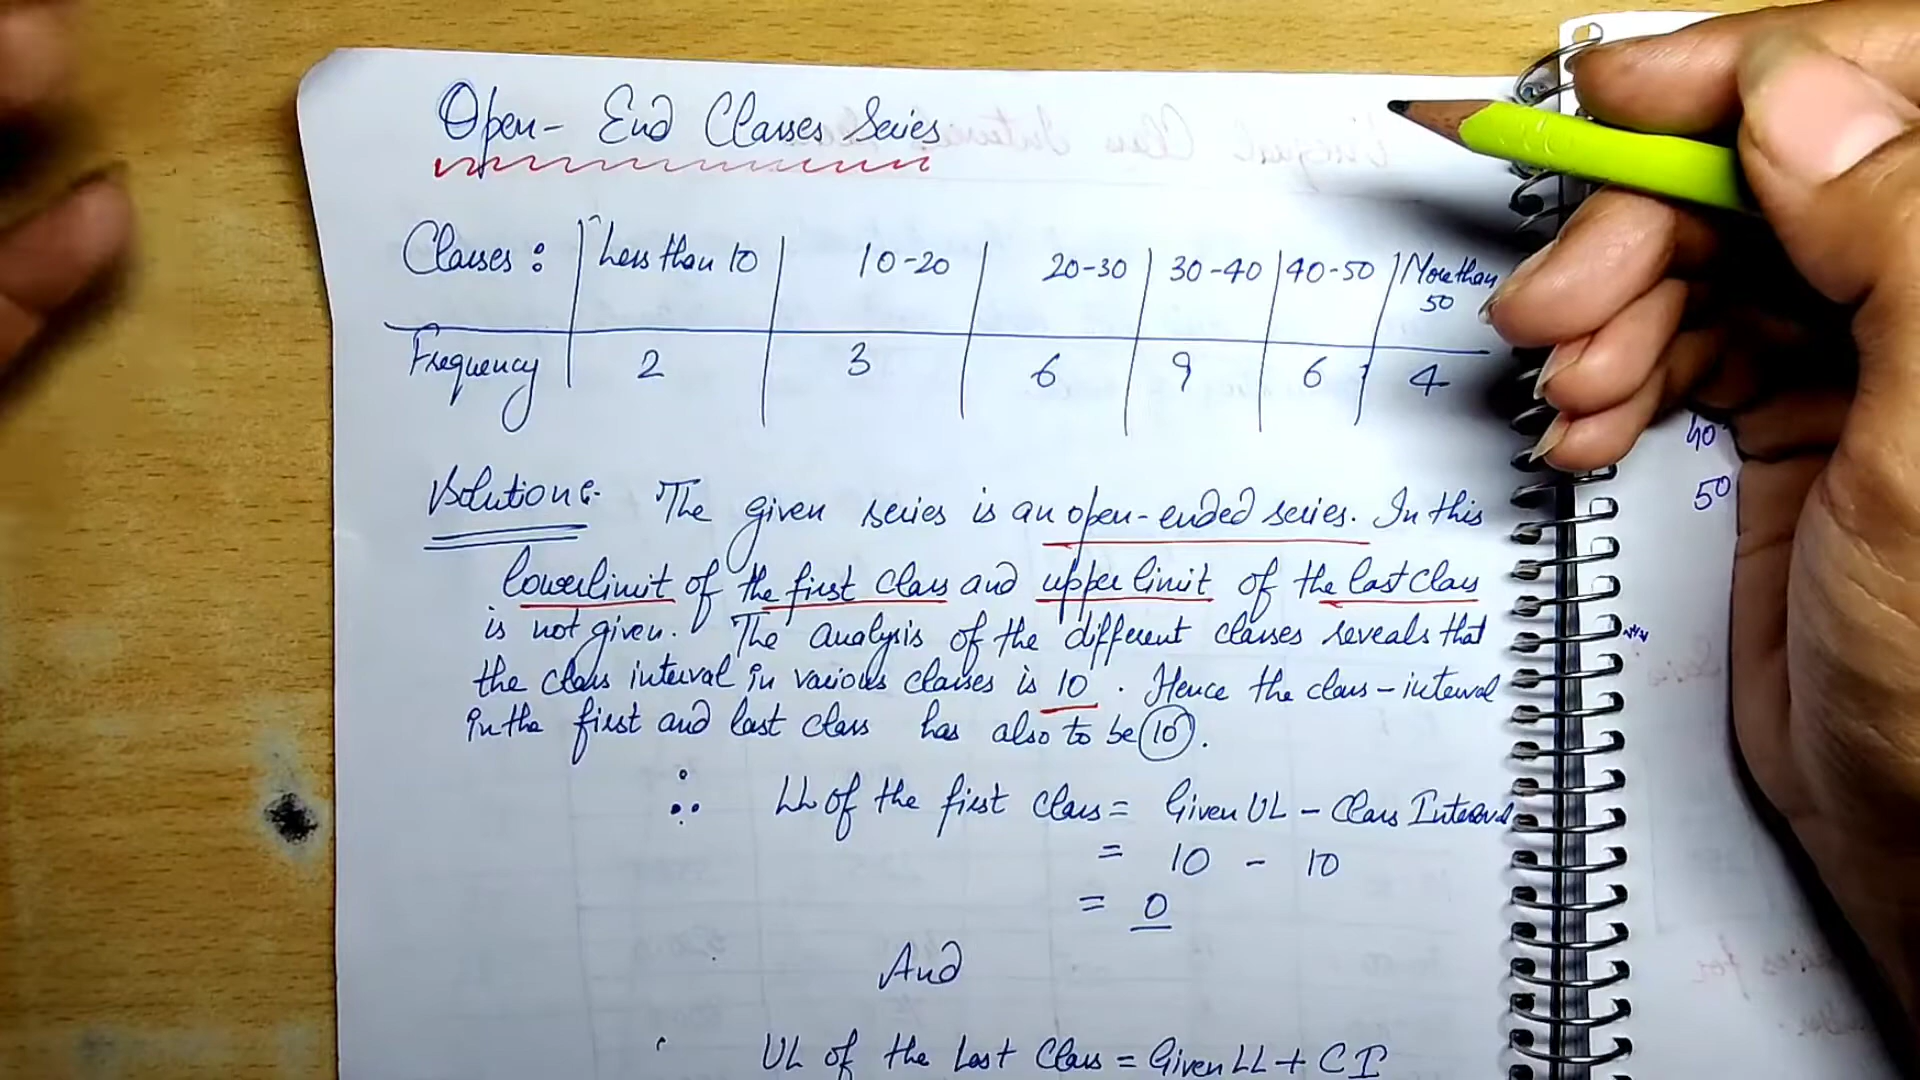 Open- End Classes Series
Classes: Less than 10 10-20 20-30 30-40 40-50 More than 50
Frequency 2 3 6 9 6 4
Solution:- The given series is an open-ended series. In this
lower limit of the first class and upper limit of the last class
is not given. The analysis of the different classes reveals that
the class interval in various classes is 10. Hence the class-interval
in the first and last class has also to be 10.
∴ LL of the first class = Given UL - Class Interval
= 10 - 10
= 0
And
UL of the Last Class = Given LL + CI
40
50